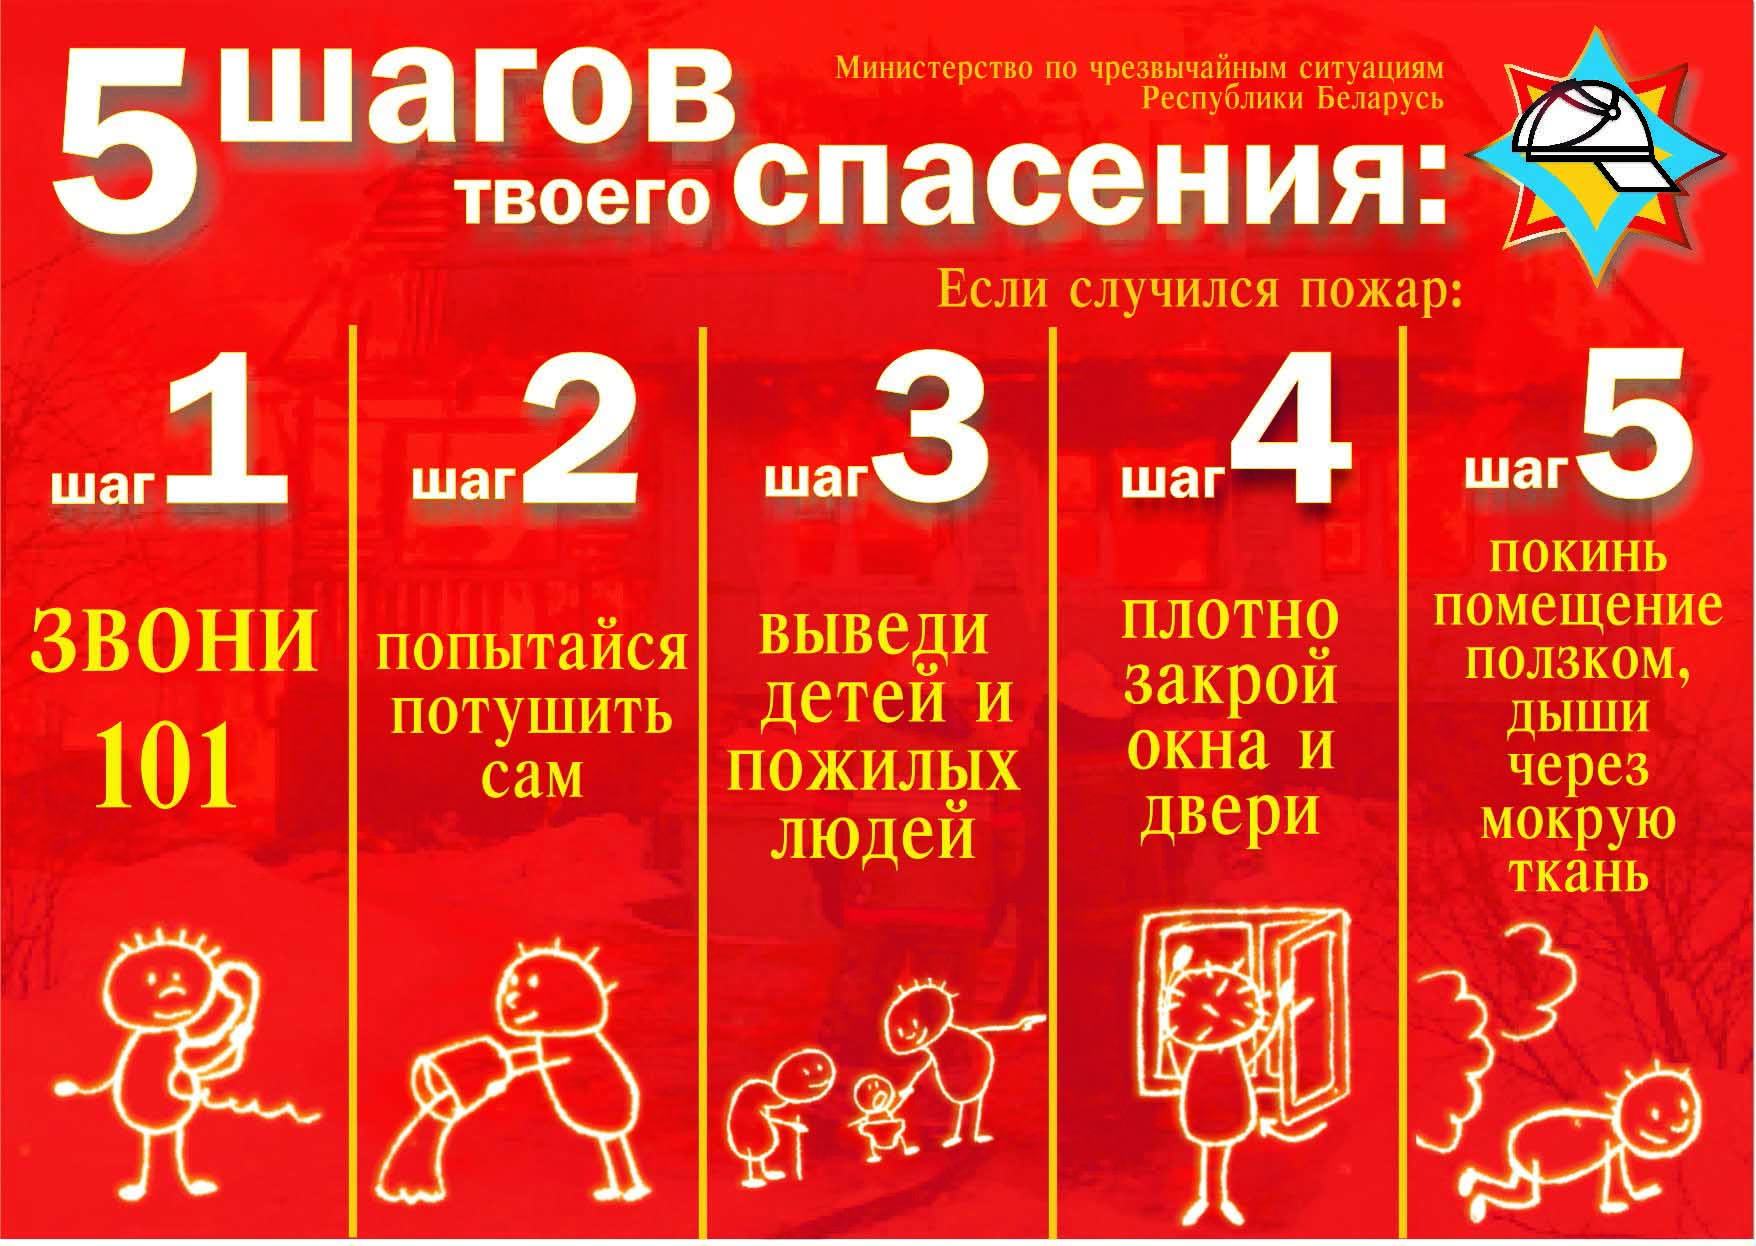 5 шагов
Министерство по чрезвычайным ситуациям
Республики Беларусь
твоего спасения:
Если случился пожар:
шаг 1
ЗВОНИ
101
шаг 2
попытайся
потушить
сам
шаг 3
выведи
детей и
пожилых
людей
шаг 4
плотно
закрой
окна и
двери
шаг 5
покинь
помещение
ползком,
дыши
через
мокрую
ткань